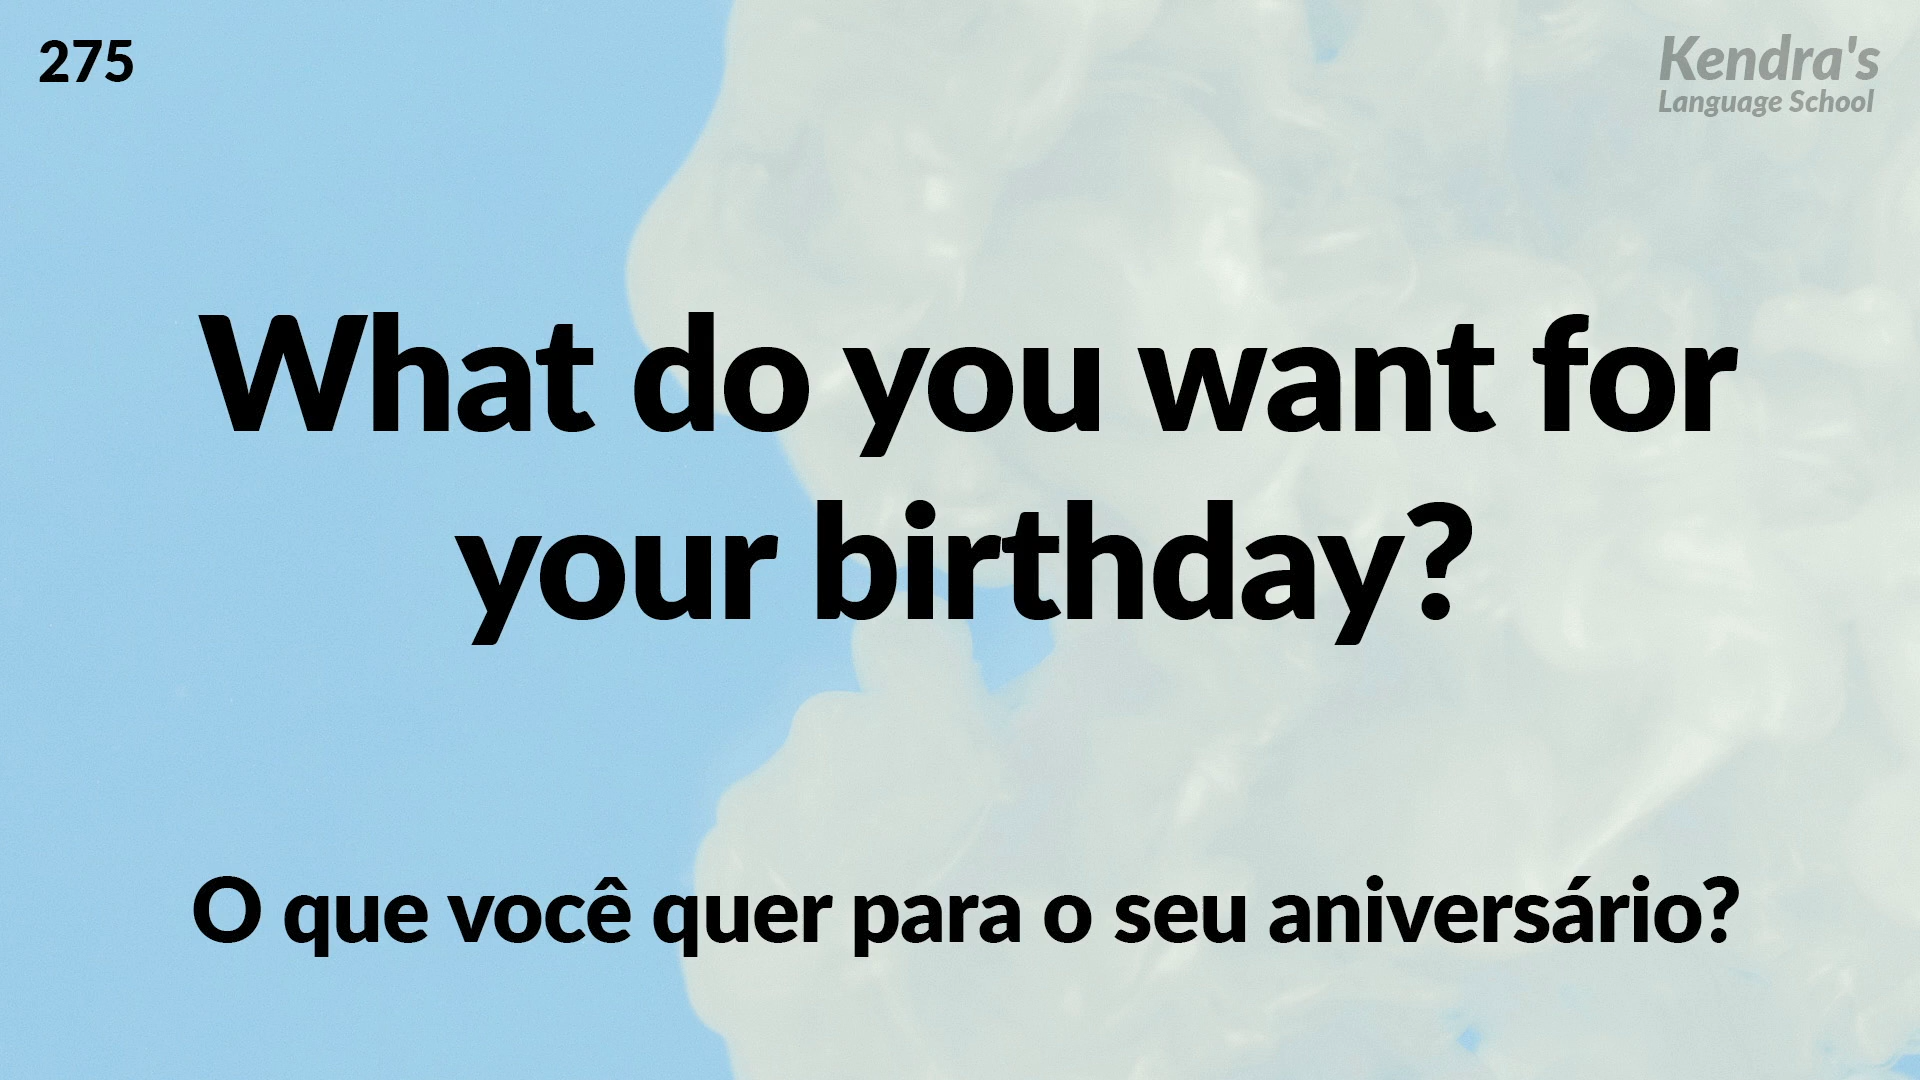 275
Kendra's
Language School
What do you want for
your birthday?
O que você quer para o seu aniversário?